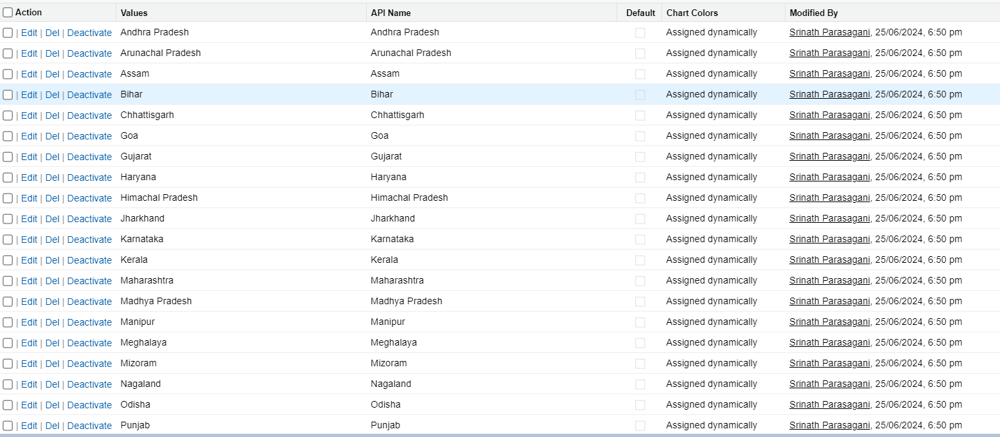 Action Values API Name Default Chart Colors Modified By
| Edit | Del | Deactivate Andhra Pradesh Andhra Pradesh Assigned dynamically Srinath Parasagani, 25/06/2024, 6:50 pm
| Edit | Del | Deactivate Arunachal Pradesh Arunachal Pradesh Assigned dynamically Srinath Parasagani, 25/06/2024, 6:50 pm
| Edit | Del | Deactivate Assam Assam Assigned dynamically Srinath Parasagani, 25/06/2024, 6:50 pm
| Edit | Del | Deactivate Bihar Bihar Assigned dynamically Srinath Parasagani, 25/06/2024, 6:50 pm
| Edit | Del | Deactivate Chhattisgarh Chhattisgarh Assigned dynamically Srinath Parasagani, 25/06/2024, 6:50 pm
| Edit | Del | Deactivate Goa Goa Assigned dynamically Srinath Parasagani, 25/06/2024, 6:50 pm
| Edit | Del | Deactivate Gujarat Gujarat Assigned dynamically Srinath Parasagani, 25/06/2024, 6:50 pm
| Edit | Del | Deactivate Haryana Haryana Assigned dynamically Srinath Parasagani, 25/06/2024, 6:50 pm
| Edit | Del | Deactivate Himachal Pradesh Himachal Pradesh Assigned dynamically Srinath Parasagani, 25/06/2024, 6:50 pm
| Edit | Del | Deactivate Jharkhand Jharkhand Assigned dynamically Srinath Parasagani, 25/06/2024, 6:50 pm
| Edit | Del | Deactivate Karnataka Karnataka Assigned dynamically Srinath Parasagani, 25/06/2024, 6:50 pm
| Edit | Del | Deactivate Kerala Kerala Assigned dynamically Srinath Parasagani, 25/06/2024, 6:50 pm
| Edit | Del | Deactivate Maharashtra Maharashtra Assigned dynamically Srinath Parasagani, 25/06/2024, 6:50 pm
| Edit | Del | Deactivate Madhya Pradesh Madhya Pradesh Assigned dynamically Srinath Parasagani, 25/06/2024, 6:50 pm
| Edit | Del | Deactivate Manipur Manipur Assigned dynamically Srinath Parasagani, 25/06/2024, 6:50 pm
| Edit | Del | Deactivate Meghalaya Meghalaya Assigned dynamically Srinath Parasagani, 25/06/2024, 6:50 pm
| Edit | Del | Deactivate Mizoram Mizoram Assigned dynamically Srinath Parasagani, 25/06/2024, 6:50 pm
| Edit | Del | Deactivate Nagaland Nagaland Assigned dynamically Srinath Parasagani, 25/06/2024, 6:50 pm
| Edit | Del | Deactivate Odisha Odisha Assigned dynamically Srinath Parasagani, 25/06/2024, 6:50 pm
| Edit | Del | Deactivate Punjab Punjab Assigned dynamically Srinath Parasagani, 25/06/2024, 6:50 pm